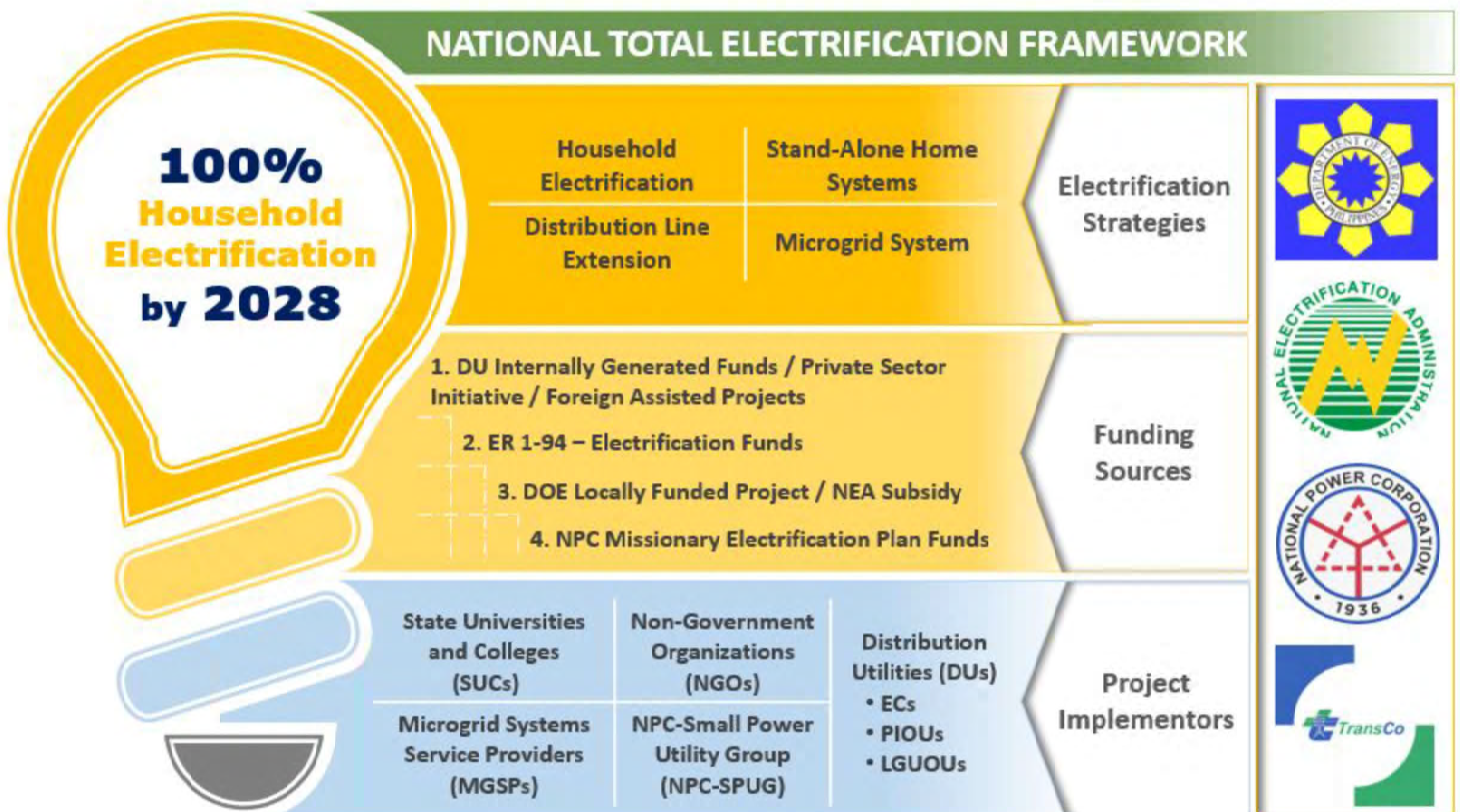 NATIONAL TOTAL ELECTRIFICATION FRAMEWORK
100%
Household
Electrification
by 2028
Household
Electrification
Stand-Alone Home
Systems
Distribution Line
Extension
Microgrid System
Electrification
Strategies
1. DU Internally Generated Funds / Private Sector
Initiative / Foreign Assisted Projects
2. ER 1-94 – Electrification Funds
3. DOE Locally Funded Project / NEA Subsidy
4. NPC Missionary Electrification Plan Funds
Funding
Sources
State Universities
and Colleges
(SUCs)
Non-Government
Organizations
(NGOs)
Microgrid Systems
Service Providers
(MGSPs)
NPC-Small Power
Utility Group
(NPC-SPUG)
Distribution
Utilities (DUs)
• ECs
• PIOUs
• LGUOUs
Project
Implementors
DEPARTMENT OF ENERGY
PHILIPPINES
NATIONAL ELECTRIFICATION ADMINISTRATION
NATIONAL POWER CORPORATION
• 1936 •
TransCo